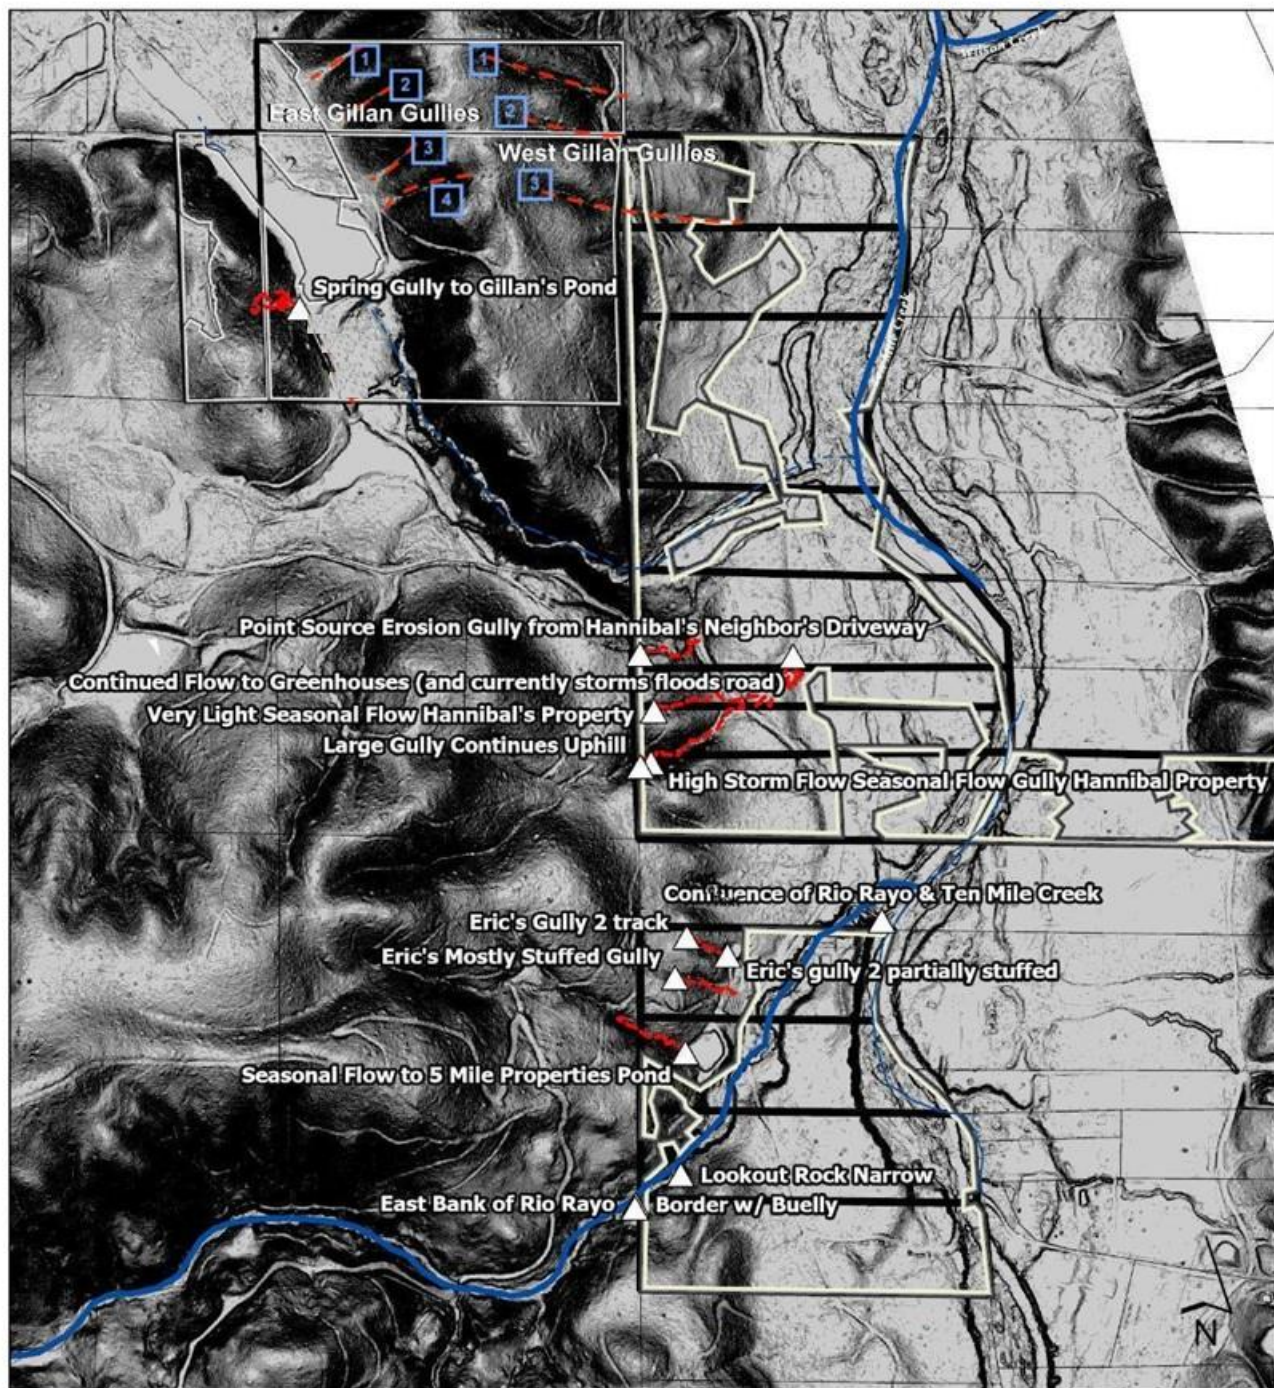 Wilson Creek
1
1
2
East Gillan Gullies
2
3
West Gillan Gullies
3
4
Spring Gully to Gillan's Pond
Creek
Point Source Erosion Gully from Hannibal's Neighbor's Driveway
Continued Flow to Greenhouses (and currently storms floods road)
Very Light Seasonal Flow Hannibal's Property
Large Gully Continues Uphill
High Storm Flow Seasonal Flow Gully Hannibal Property
Confluence of Rio Rayo & Ten Mile Creek
Eric's Gully 2 track
Eric's Mostly Stuffed Gully
Eric's gully 2 partially stuffed
Seasonal Flow to 5 Mile Properties Pond
Lookout Rock Narrow
East Bank of Rio Rayo
Border w/ Buelly
N